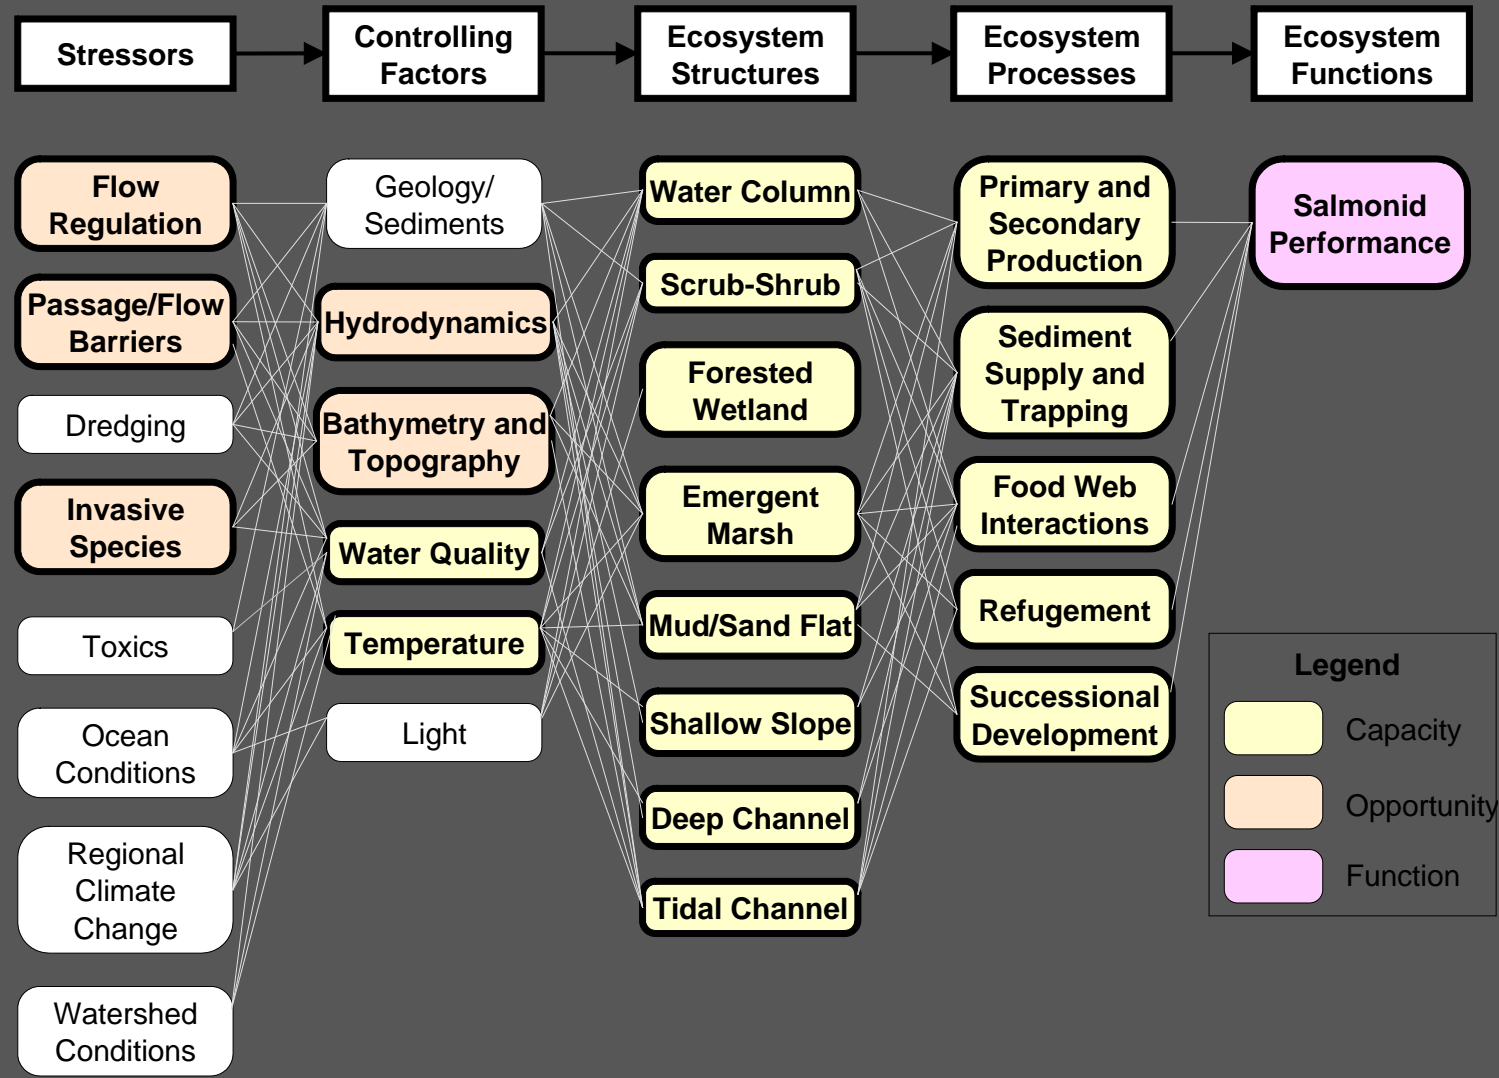 Stressors
Controlling
Factors
Ecosystem
Structures
Ecosystem
Processes
Ecosystem
Functions
Flow
Regulation
Passage/Flow
Barriers
Dredging
Invasive
Species
Toxics
Ocean
Conditions
Regional
Climate
Change
Watershed
Conditions
Geology/
Sediments
Hydrodynamics
Bathymetry and
Topography
Water Quality
Temperature
Light
Water Column
Scrub-Shrub
Forested
Wetland
Emergent
Marsh
Mud/Sand Flat
Shallow Slope
Deep Channel
Tidal Channel
Primary and
Secondary
Production
Sediment
Supply and
Trapping
Food Web
Interactions
Refugement
Successional
Development
Salmonid
Performance
Legend
Capacity
Opportunity
Function